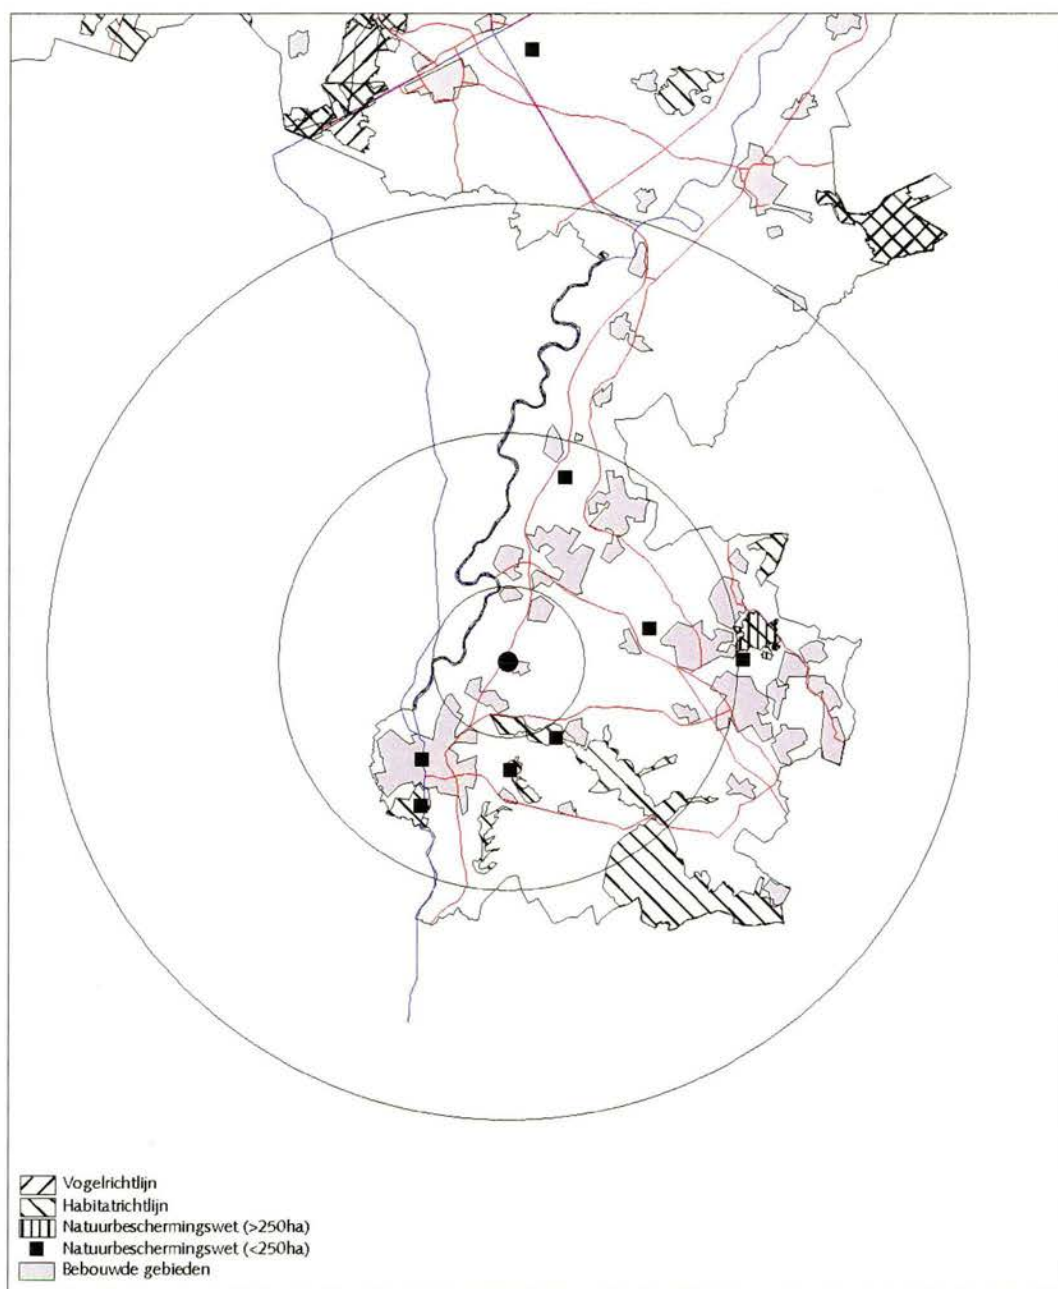 Vogelrichtlijn
Habitatrichtlijn
Natuurbeschermingswet (>250ha)
Natuurbeschermingswet (<250ha)
Bebouwde gebieden